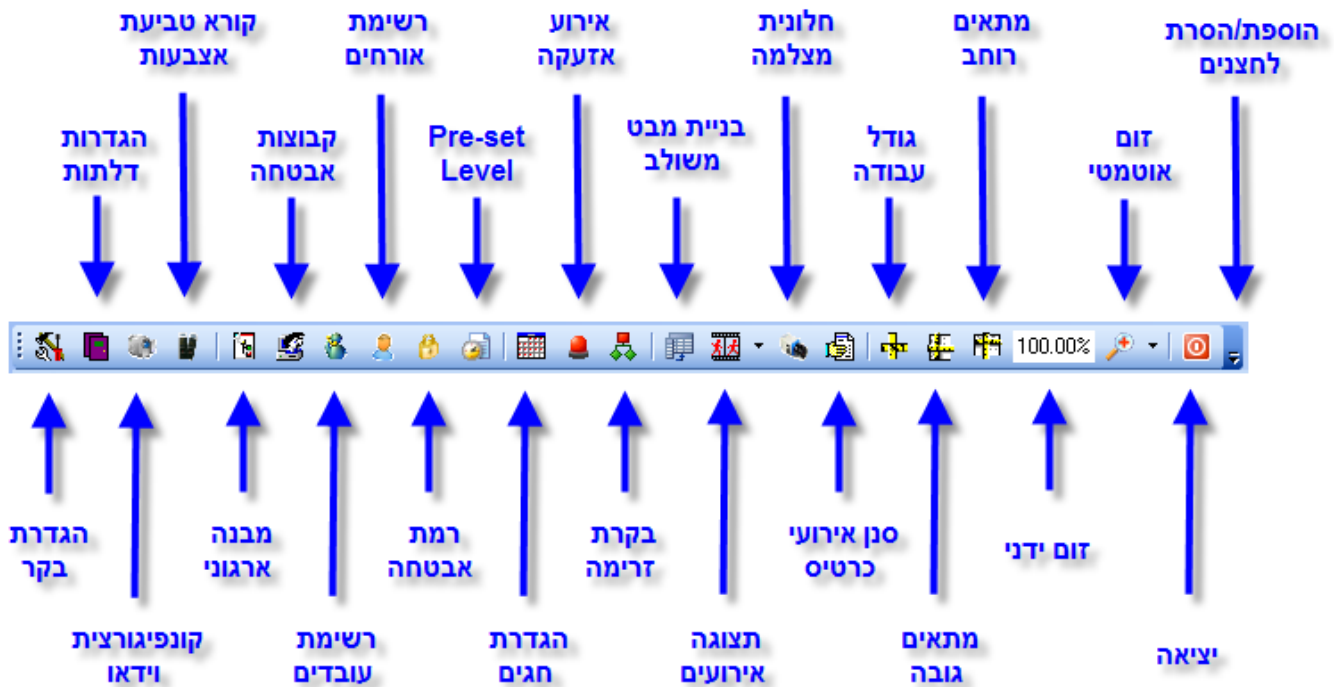 קורא טביעת
אצבעות
רשימת
אורחים
אירוע
אזעקה
חלונית
מצלמה
מתאים
רוחב
הוספת/הסרת
לחצנים
הגדרות
דלתות
קבוצות
אבטחה
Pre-set
Level
בניית מבט
משולב
גודל
עבודה
זום
אוטמטי
100.00%
הגדרת
בקר
מבנה
ארגוני
רמת
אבטחה
בקרת
זרימה
סנן אירועי
כרטיס
זום ידני
קונפיגורצית
וידאו
רשימת
עובדים
הגדרת
חגים
תצוגה
אירועים
מתאים
גובה
יציאה